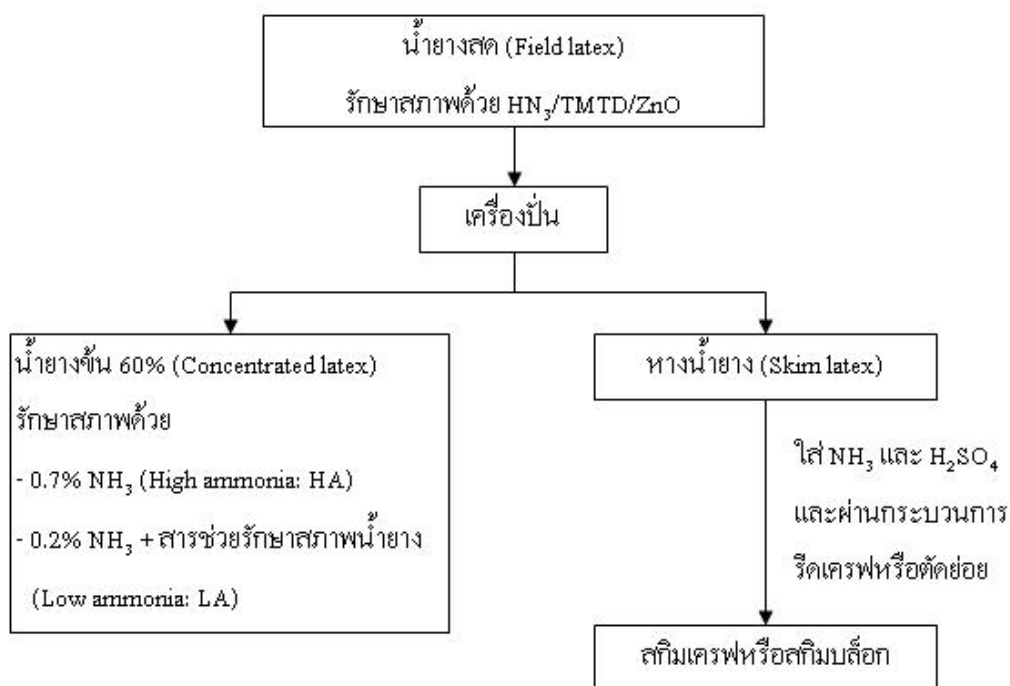 น้ำยางสด (Field latex)
รักษาสภาพด้วย HN₃/TMTD/ZnO
เครื่องปั่น
น้ำยางข้น 60% (Concentrated latex)
รักษาสภาพด้วย
- 0.7% NH₃ (High ammonia: HA)
- 0.2% NH₃ + สารช่วยรักษาสภาพน้ำยาง
(Low ammonia: LA)
หางน้ำยาง (Skim latex)
ใส่ NH₃ และ H₂SO₄
และผ่านกระบวนการ
รีดเครฟหรือตัดย่อย
สกิมเครฟหรือสกิมบล็อก